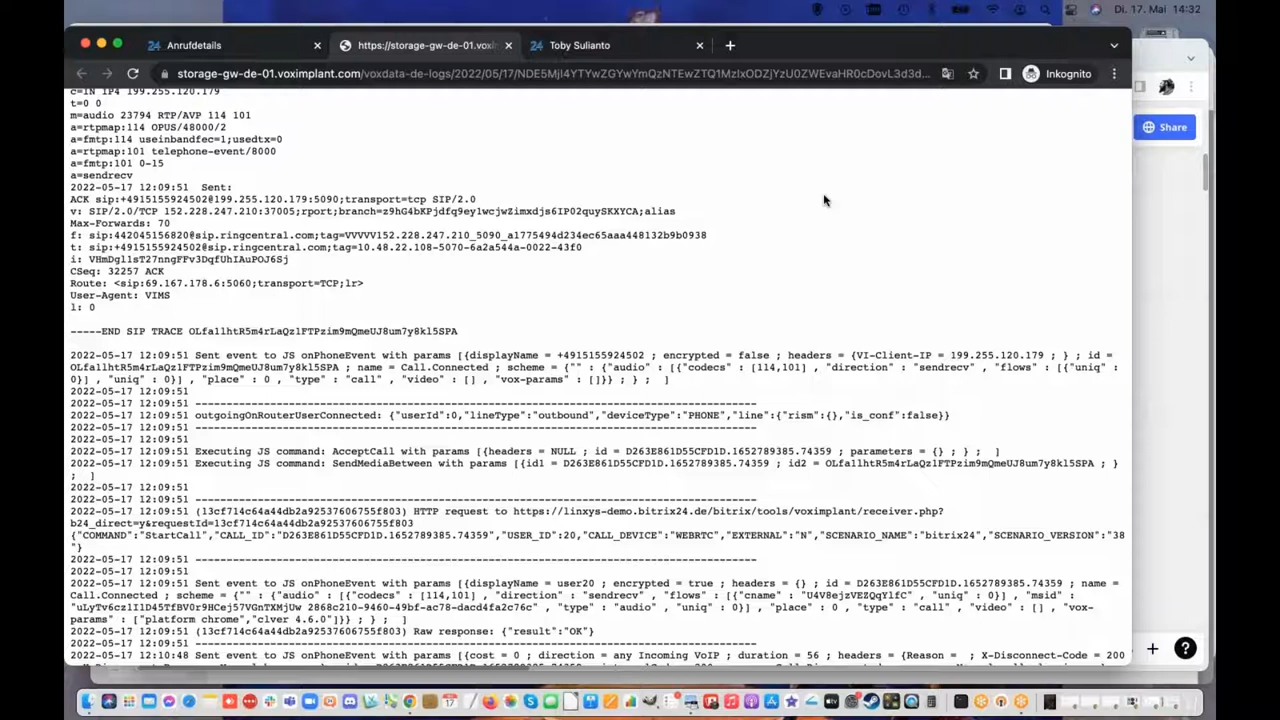 Di. 17. Mai 14:32
24 Anrufdetails
https://storage-gw-de-01.voxim
24 Toby Sulianto
storage-gw-de-01.voximplant.com/voxdata-de-logs/2022/05/17/NDE5MjI4YTYwZGYwYmQzNTEwZTQ1MzIxODZjYzU0ZWEvaHR0cDovL3d3d...
Inkognito
Share
c=IN IP4 199.255.120.179
t=0 0
m=audio 23794 RTP/AVP 114 101
a=rtpmap:114 OPUS/48000/2
a=fmtp:114 useinbandfec=1;usedtx=0
a=rtpmap:101 telephone-event/8000
a=fmtp:101 0-15
a=sendrecv
2022-05-17 12:09:51 Sent:
ACK sip:+4915155924502@199.255.120.179:5090;transport=tcp SIP/2.0
v: SIP/2.0/TCP 152.228.247.210:37005;rport;branch=z9hG4bKPjdfq9ey1wcjwZimxdjs6IP02quySKXYCA;alias
Max-Forwards: 70
f: sip:442045156820@sip.ringcentral.com;tag=VVVVV152.228.247.210_5090_a1775494d234ec65aaa448132b9b0938
t: sip:+4915155924502@sip.ringcentral.com;tag=10.48.22.108-5070-6a2a544a-0022-43f0
i: VHmDgl1sT27nngFFv3DqfUhIAuPOJ6Sj
CSeq: 32257 ACK
Route: <sip:69.167.178.6:5060;transport=TCP;lr>
User-Agent: VIMS
l: 0
-----END SIP TRACE OLfa1lhtR5m4rLaQz1FTPzim9mQmeUJ8um7y8kl5SPA
2022-05-17 12:09:51 Sent event to JS onPhoneEvent with params [{displayName = +4915155924502 ; encrypted = false ; headers = {VI-Client-IP = 199.255.120.179 ; } ; id =
OLfa1lhtR5m4rLaQz1FTPzim9mQmeUJ8um7y8kl5SPA ; name = Call.Connected ; scheme = {"" : {"audio" : [{"codecs" : [114,101] , "direction" : "sendrecv" , "flows" : [{"uniq" :
0}] , "uniq" : 0}] , "place" : 0 , "type" : "call" , "video" : [] , "vox-params" : []}} ; } ; ]
2022-05-17 12:09:51
2022-05-17 12:09:51 --------------------------------------------------------------------------------
2022-05-17 12:09:51 outgoingOnRouterUserConnected: {"userId":0,"lineType":"outbound","deviceType":"PHONE","line":{"rism":{},"is_conf":false}}
2022-05-17 12:09:51 --------------------------------------------------------------------------------
2022-05-17 12:09:51
2022-05-17 12:09:51 Executing JS command: AcceptCall with params [{headers = NULL ; id = D263E861D55CFD1D.1652789385.74359 ; parameters = {} ; } ; ]
2022-05-17 12:09:51 Executing JS command: SendMediaBetween with params [{id1 = D263E861D55CFD1D.1652789385.74359 ; id2 = OLfa1lhtR5m4rLaQz1FTPzim9mQmeUJ8um7y8kl5SPA ; }
; ]
2022-05-17 12:09:51
2022-05-17 12:09:51 --------------------------------------------------------------------------------
2022-05-17 12:09:51 (13cf714c64a44db2a92537606755f803) HTTP request to https://linxys-demo.bitrix24.de/bitrix/tools/voximplant/receiver.php?
b24_direct=y&requestId=13cf714c64a44db2a92537606755f803
{"COMMAND":"StartCall","CALL_ID":"D263E861D55CFD1D.1652789385.74359","USER_ID":20,"CALL_DEVICE":"WEBRTC","EXTERNAL":"N","SCENARIO_NAME":"bitrix24","SCENARIO_VERSION":"38
"}
2022-05-17 12:09:51 --------------------------------------------------------------------------------
2022-05-17 12:09:51
2022-05-17 12:09:51 Sent event to JS onPhoneEvent with params [{displayName = user20 ; encrypted = true ; headers = {} ; id = D263E861D55CFD1D.1652789385.74359 ; name =
Call.Connected ; scheme = {"" : {"audio" : [{"codecs" : [114,101] , "direction" : "sendrecv" , "flows" : [{"cname" : "U4V8ejzVEZQqYlfC" , "uniq" : 0}] , "msid" :
"uLyTv6cz1I1D45TfBV0r9HCej57VGnTXMjUw 2868c210-9460-49bf-ac78-dacd4fa2c76c" , "type" : "audio" , "uniq" : 0}] , "place" : 0 , "type" : "call" , "video" : [] , "vox-
params" : ["platform chrome","clver 4.6.0"]}} ; } ; ]
2022-05-17 12:09:51 (13cf714c64a44db2a92537606755f803) Raw response: {"result":"OK"}
2022-05-17 12:09:51 --------------------------------------------------------------------------------
2022-05-17 12:10:48 Sent event to JS onPhoneEvent with params [{cost = 0 ; direction = any Incoming VoIP ; duration = 56 ; headers = {Reason = ; X-Disconnect-Code = 200